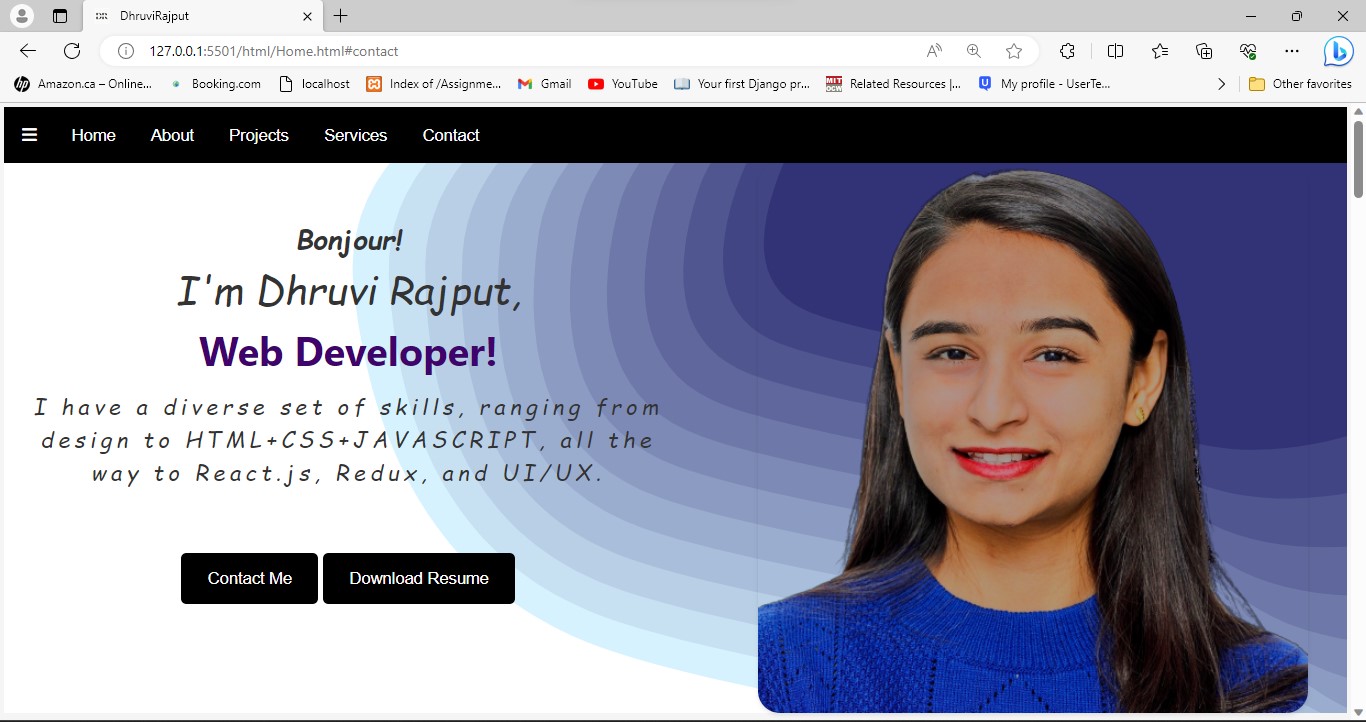 DhruviRajput
127.0.0.1:5501/html/Home.html#contact
Amazon.ca – Online... Booking.com localhost Index of /Assignme... Gmail YouTube Your first Django pr... MIT OCW Related Resources |... My profile - UserTe... Other favorites
Home About Projects Services Contact
Bonjour!
I'm Dhruvi Rajput,
Web Developer!
I have a diverse set of skills, ranging from
design to HTML+CSS+JAVASCRIPT, all the
way to React.js, Redux, and UI/UX.
Contact Me Download Resume